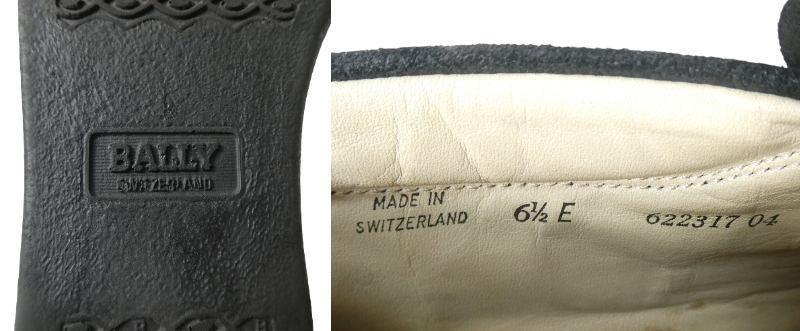 BALLY
SWITZERLAND
MADE IN
SWITZERLAND
6½ E
622317 04